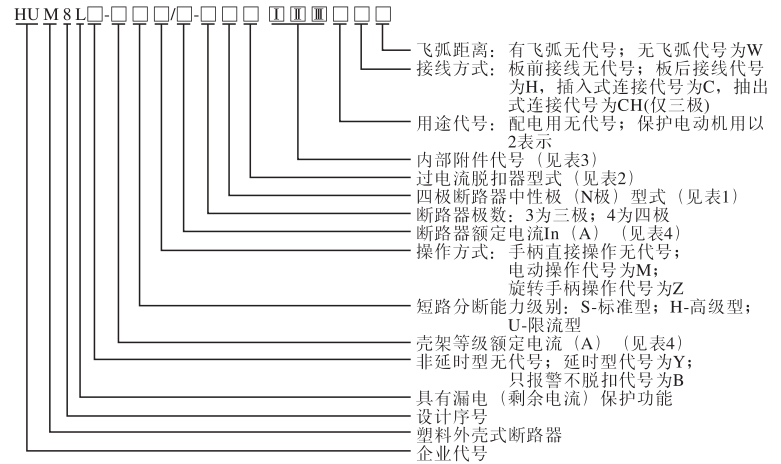 HUM8L□-□□□/□-□□□ⅠⅡⅢ□□□
飞弧距离：有飞弧无代号；无飞弧代号为W
接线方式：板前接线无代号；板后接线代号
为H，插入式连接代号为C，抽出
式连接代号为CH(仅三极)
用途代号：配电用无代号；保护电动机用以
2表示
内部附件代号（见表3）
过电流脱扣器型式（见表2）
四极断路器中性极（N极）型式（见表1）
断路器极数：3为三极；4为四极
断路器额定电流In（A）（见表4）
操作方式：手柄直接操作无代号；
电动操作代号为M；
旋转手柄操作代号为Z
短路分断能力级别：S-标准型；H-高级型；
U-限流型
壳架等级额定电流（A）（见表4）
非延时型无代号；延时型代号为Y；
只报警不脱扣代号为B
具有漏电（剩余电流）保护功能
设计序号
塑料外壳式断路器
企业代号